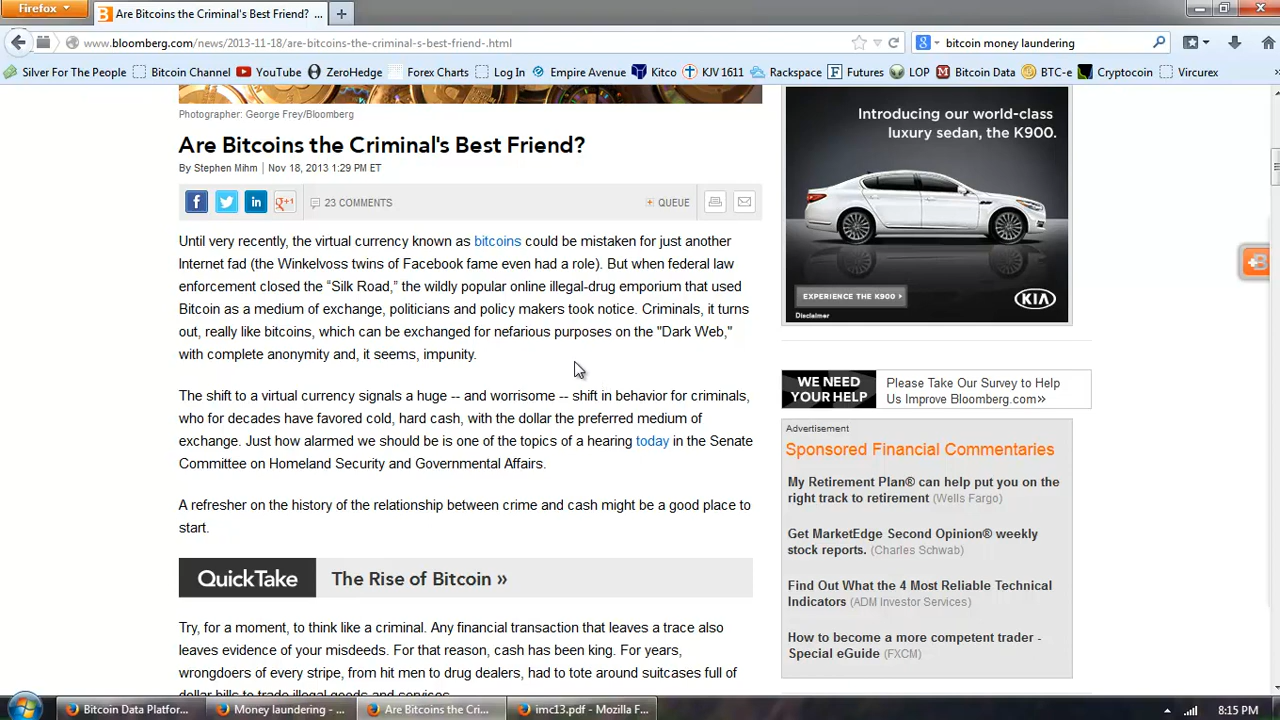 Firefox
Are Bitcoins the Criminal's Best Friend? ...
www.bloomberg.com/news/2013-11-18/are-bitcoins-the-criminal-s-best-friend-.html
bitcoin money laundering
Silver For The People
Bitcoin Channel
YouTube
ZeroHedge
Forex Charts
Log In
Empire Avenue
Kitco
KJV 1611
Rackspace
Futures
LOP
Bitcoin Data
BTC-e
Cryptocoin
Vircurex
Photographer: George Frey/Bloomberg
Are Bitcoins the Criminal's Best Friend?
By Stephen Mihm | Nov 18, 2013 1:29 PM ET
23 COMMENTS
+ QUEUE
Until very recently, the virtual currency known as bitcoins could be mistaken for just another
Internet fad (the Winkelvoss twins of Facebook fame even had a role). But when federal law
enforcement closed the “Silk Road,” the wildly popular online illegal-drug emporium that used
Bitcoin as a medium of exchange, politicians and policy makers took notice. Criminals, it turns
out, really like bitcoins, which can be exchanged for nefarious purposes on the "Dark Web,"
with complete anonymity and, it seems, impunity.
The shift to a virtual currency signals a huge -- and worrisome -- shift in behavior for criminals,
who for decades have favored cold, hard cash, with the dollar the preferred medium of
exchange. Just how alarmed we should be is one of the topics of a hearing today in the Senate
Committee on Homeland Security and Governmental Affairs.
A refresher on the history of the relationship between crime and cash might be a good place to
start.
QuickTake The Rise of Bitcoin »
Try, for a moment, to think like a criminal. Any financial transaction that leaves a trace also
leaves evidence of your misdeeds. For that reason, cash has been king. For years,
wrongdoers of every stripe, from hit men to drug dealers, had to tote around suitcases full of
dollar bills to trade illegal goods and services.
Introducing our world-class
luxury sedan, the K900.
EXPERIENCE THE K900 ›
Disclaimer
KIA
WE NEED
YOUR HELP
Please Take Our Survey to Help
Us Improve Bloomberg.com»
Advertisement
Sponsored Financial Commentaries
My Retirement Plan® can help put you on the
right track to retirement (Wells Fargo)
Get MarketEdge Second Opinion® weekly
stock reports. (Charles Schwab)
Find Out What the 4 Most Reliable Technical
Indicators (ADM Investor Services)
How to become a more competent trader -
Special eGuide (FXCM)
Bitcoin Data Platfor...
Money laundering - ...
Are Bitcoins the Cri...
imc13.pdf - Mozilla F...
8:15 PM